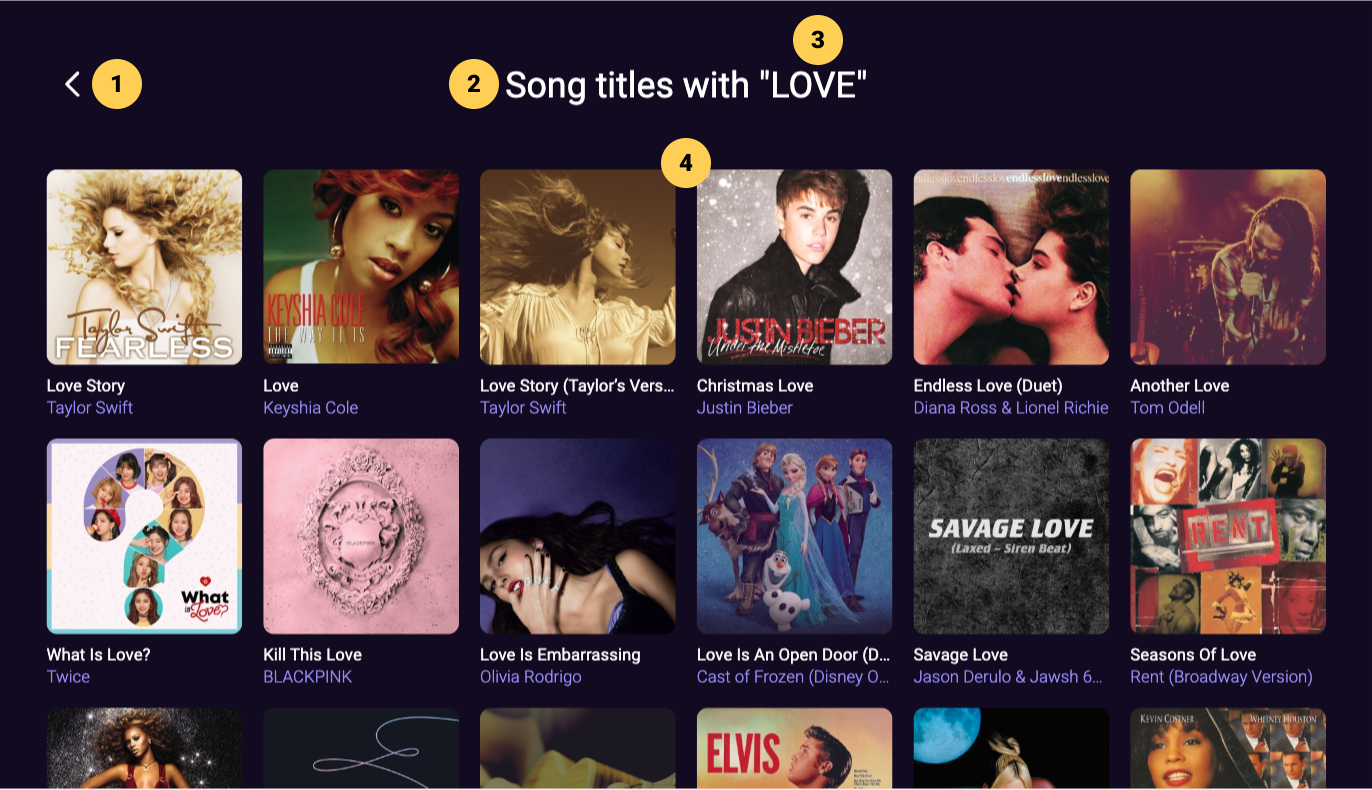 3
1
2
Song titles with "LOVE"
4
Taylor Swift
FEARLESS
KEYSHIA COLE
THE WAY IT IS
JUSTIN BIEBER
Under the Mistletoe
endlesslove
Love Story
Love
Love Story (Taylor's Vers...
Christmas Love
Endless Love (Duet)
Another Love
Taylor Swift
Keyshia Cole
Taylor Swift
Justin Bieber
Diana Ross & Lionel Richie
Tom Odell
What
is
Love?
BLACKPINK
SAVAGE LOVE
(Laxed – Siren Beat)
RENT
What Is Love?
Kill This Love
Love Is Embarrassing
Love Is An Open Door (D...
Savage Love
Seasons Of Love
Twice
BLACKPINK
Olivia Rodrigo
Cast of Frozen (Disney O...
Jason Derulo & Jawsh 6...
Rent (Broadway Version)
ELVIS
KEVIN COSTNER
WHITNEY HOUSTON